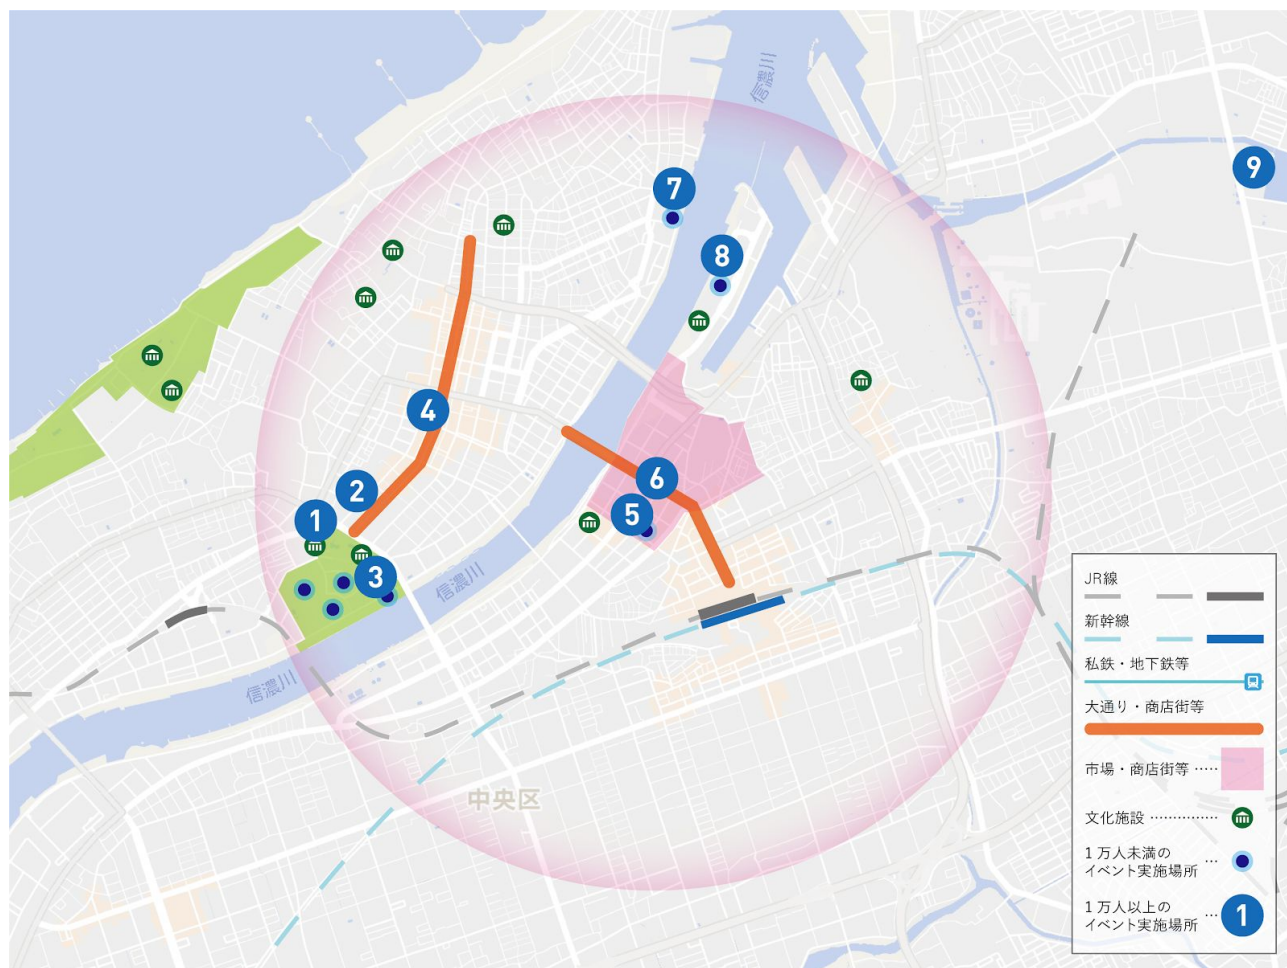 信濃川
7
9
8
4
2
6
1
5
3
信濃川
信濃川
中央区
JR線
新幹線
私鉄・地下鉄等
大通り・商店街等
市場・商店街等 ……
文化施設 ……………
1万人未満の
イベント実施場所 …
1万人以上の
イベント実施場所 … 1